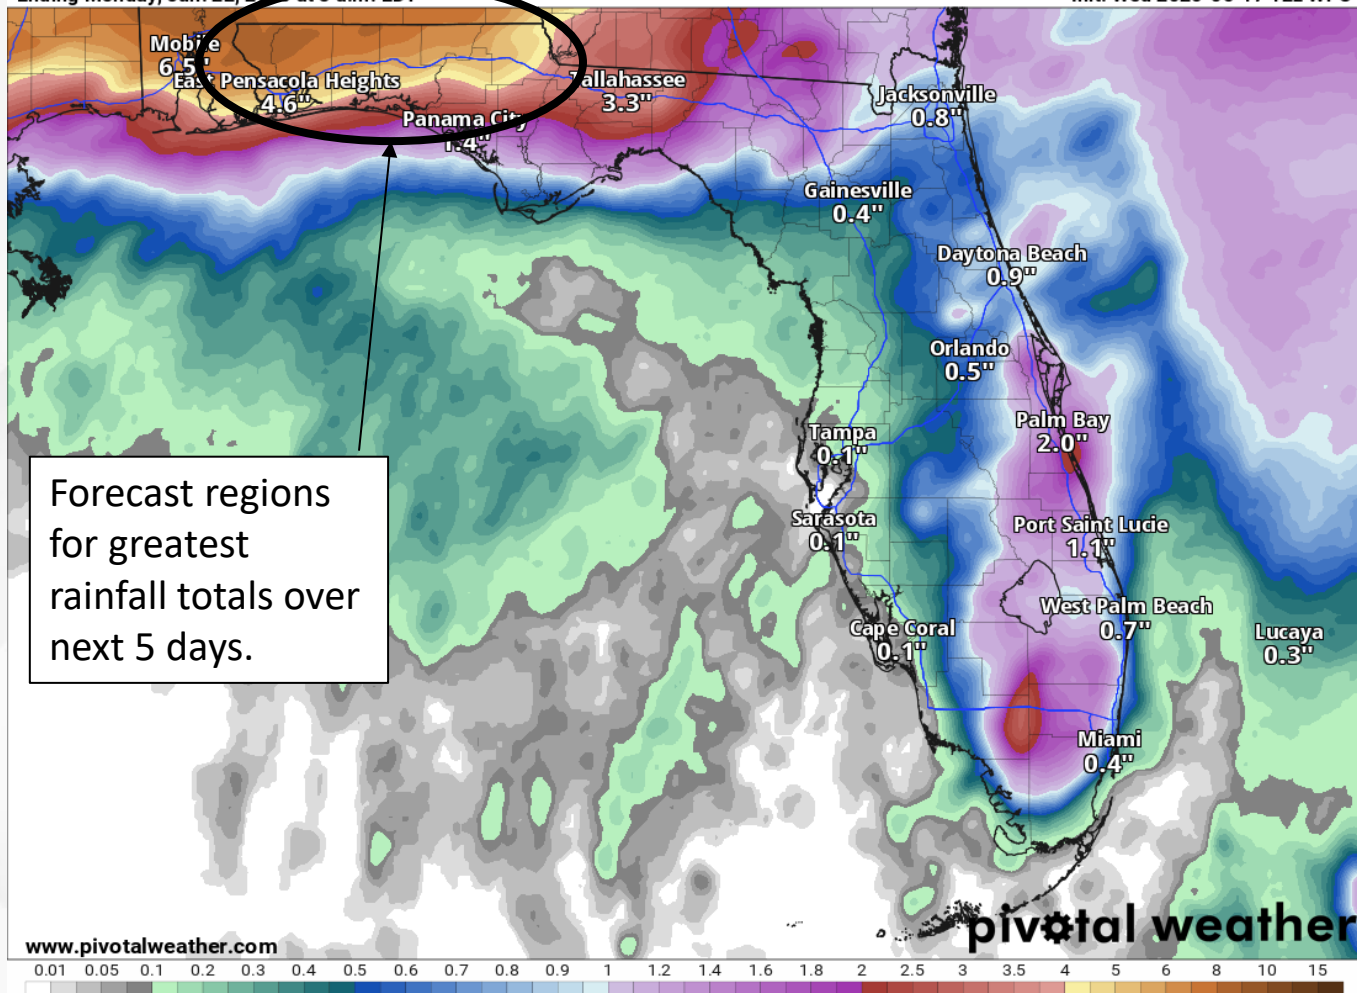 Mobile
6.5"
East Pensacola Heights
4.6"
Panama City
1.4"
Tallahassee
3.3"
Jacksonville
0.8"
Gainesville
0.4"
Daytona Beach
0.9"
Orlando
0.5"
Palm Bay
2.0"
Tampa
0.1"
Sarasota
0.1"
Port Saint Lucie
1.1"
West Palm Beach
0.7"
Cape Coral
0.1"
Lucaya
0.3"
Miami
0.4"
Forecast regions
for greatest
rainfall totals over
next 5 days.
pivotal weather
www.pivotalweather.com
0.01 0.05 0.1 0.2 0.3 0.4 0.5 0.6 0.7 0.8 0.9 1 1.2 1.4 1.6 1.8 2 2.5 3 3.5 4 5 6 8 10 15